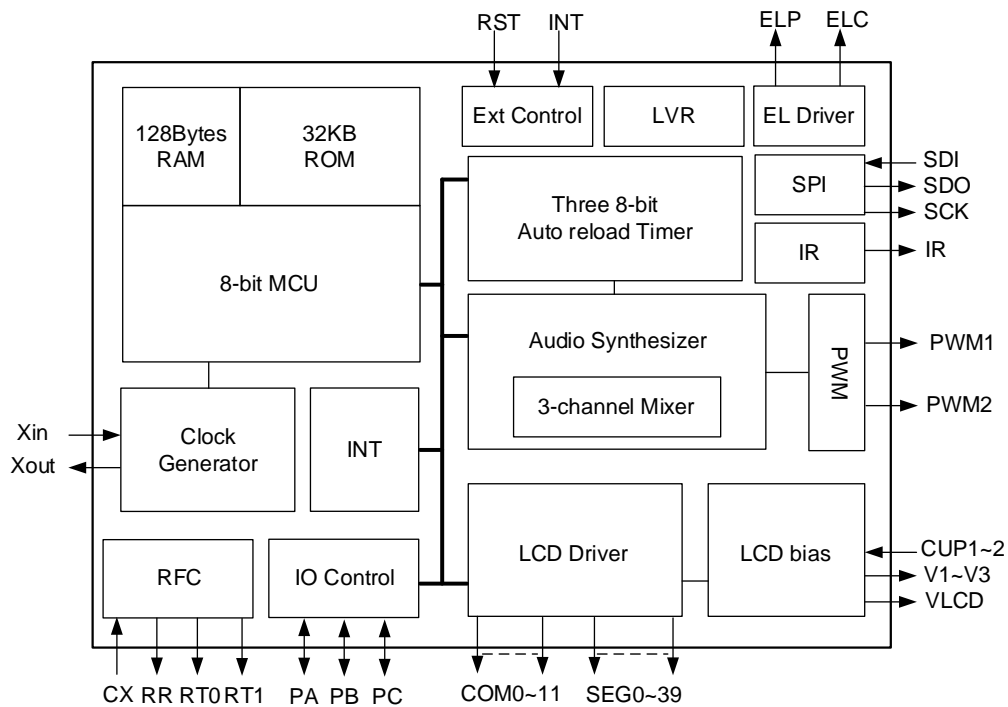 RST INT ELP ELC
128Bytes
RAM
32KB
ROM
Ext Control
LVR
EL Driver
SDI
SPI
SDO
SCK
Three 8-bit
Auto reload Timer
IR
IR
8-bit MCU
Audio Synthesizer
3-channel Mixer
PWM
PWM1
PWM2
Xin
Xout
Clock
Generator
INT
LCD Driver
LCD bias
CUP1~2
V1~V3
VLCD
RFC
IO Control
CX RR RT0 RT1 PA PB PC COM0~11 SEG0~39